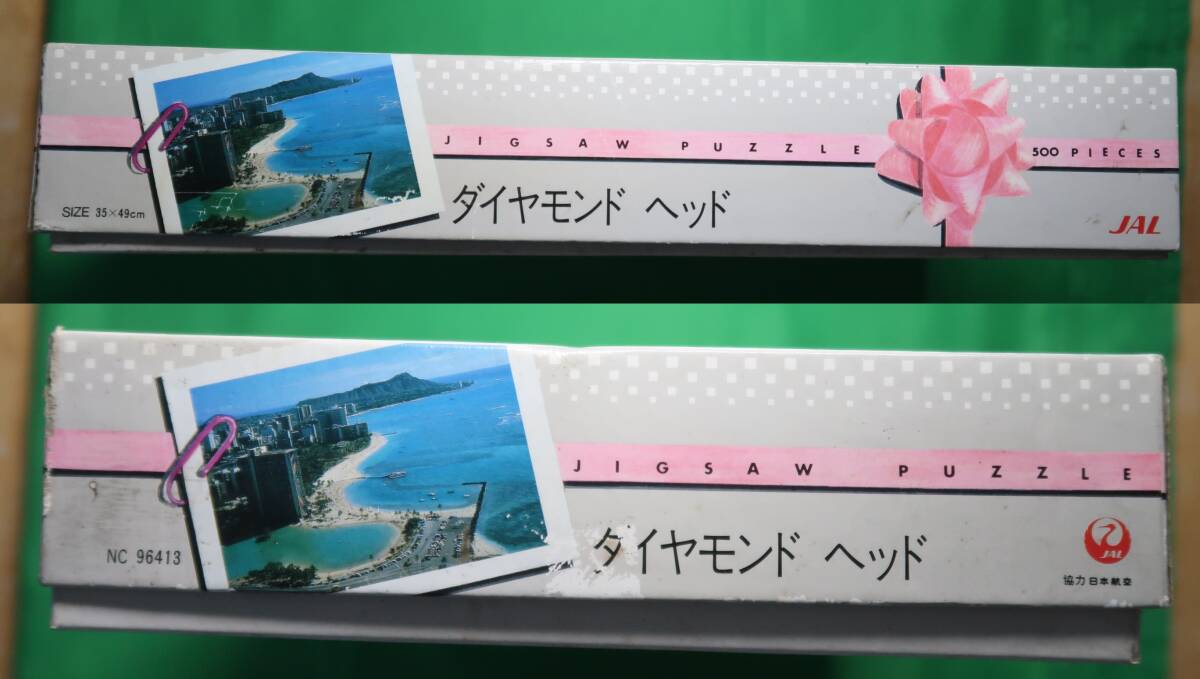 JIGSAW PUZZLE
500 PIECES
SIZE 35×49cm
ダイヤモンド ヘッド
JAL
JIGSAW PUZZLE
NC 96413
ダイヤモンド ヘッド
JAL
協力 日本航空